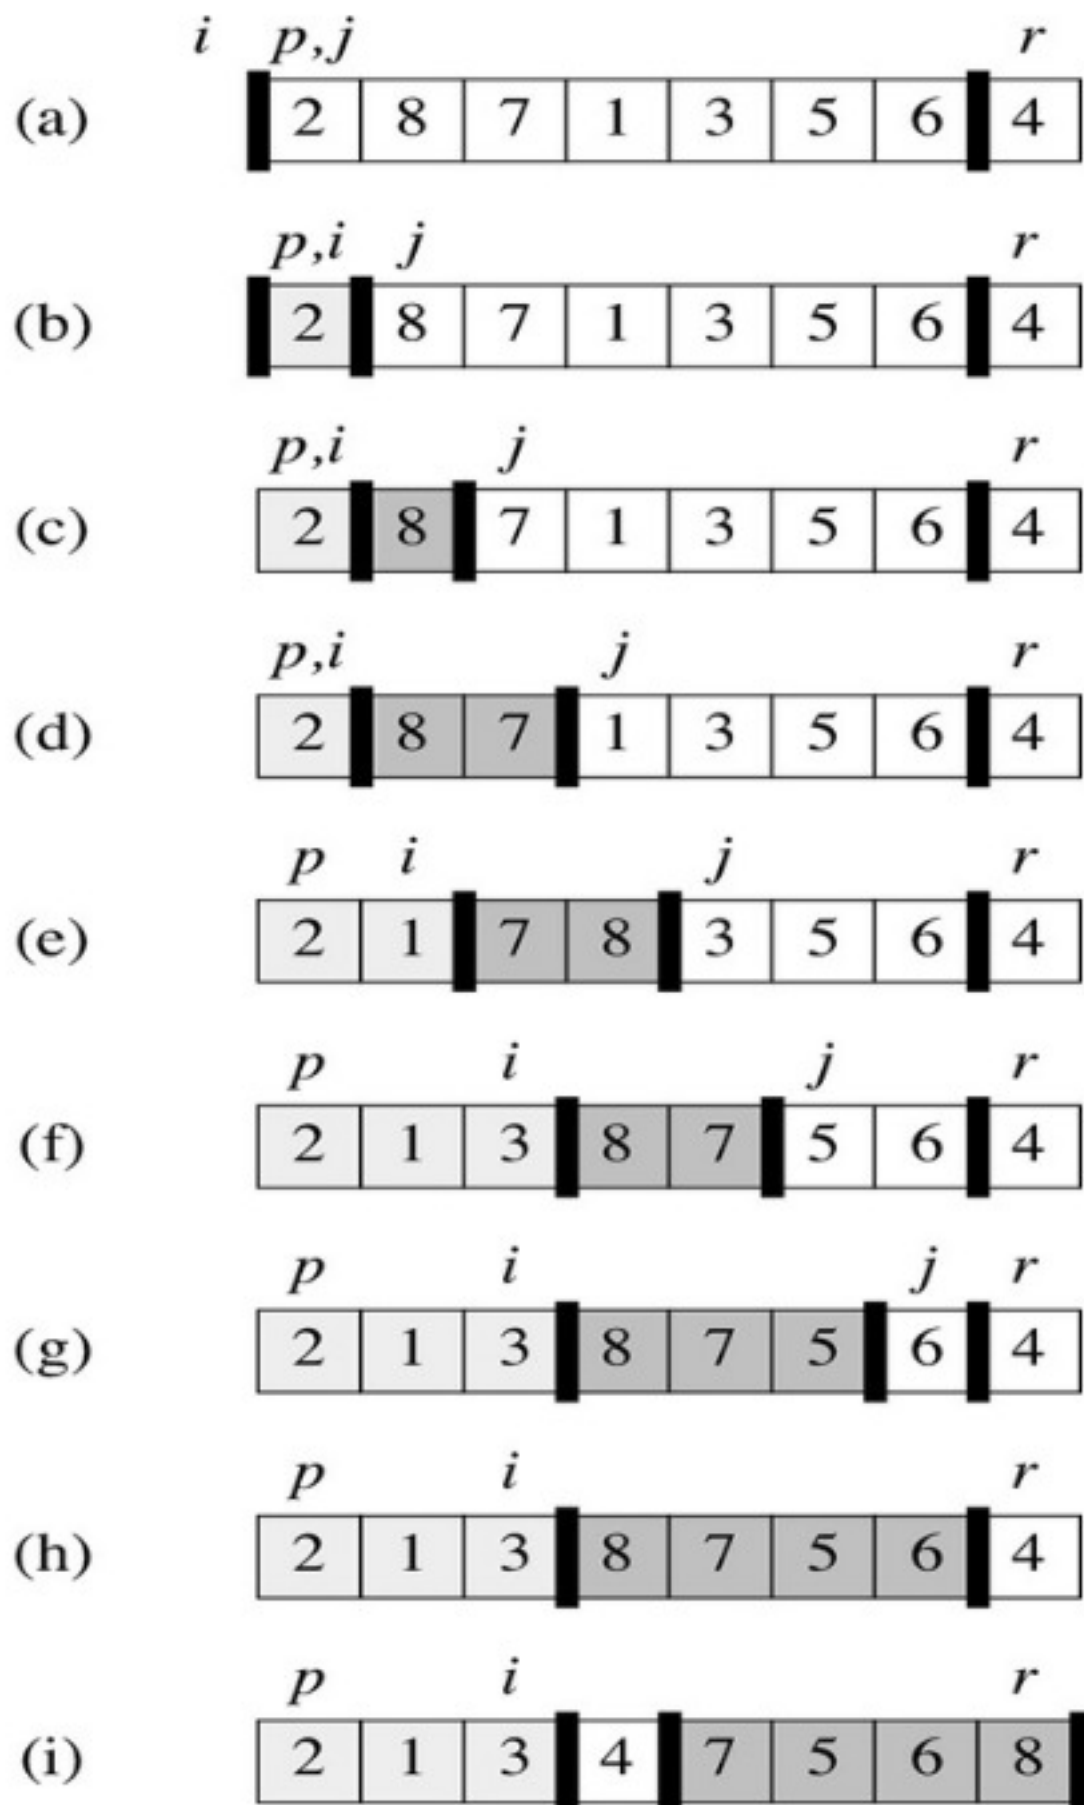 i p,j r
(a) 2 8 7 1 3 5 6 4
p,i j r
(b) 2 8 7 1 3 5 6 4
p,i j r
(c) 2 8 7 1 3 5 6 4
p,i j r
(d) 2 8 7 1 3 5 6 4
p i j r
(e) 2 1 7 8 3 5 6 4
p i j r
(f) 2 1 3 8 7 5 6 4
p i j r
(g) 2 1 3 8 7 5 6 4
p i r
(h) 2 1 3 8 7 5 6 4
p i r
(i) 2 1 3 4 7 5 6 8